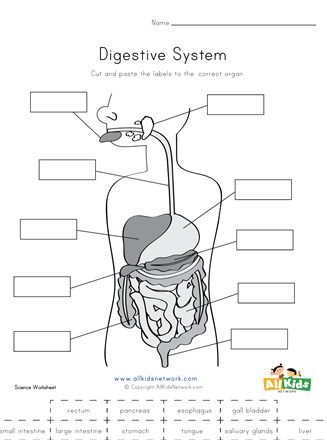 Name
Digestive System
Cut and paste the labels to the correct organ
www.allkidsnetwork.com
Science Worksheet
© Copyright AllKidsNetwork.com
All Kids
NETWORK
rectum pancreas esophagus gall bladder
small intestine large intestine stomach tongue salivary glands liver